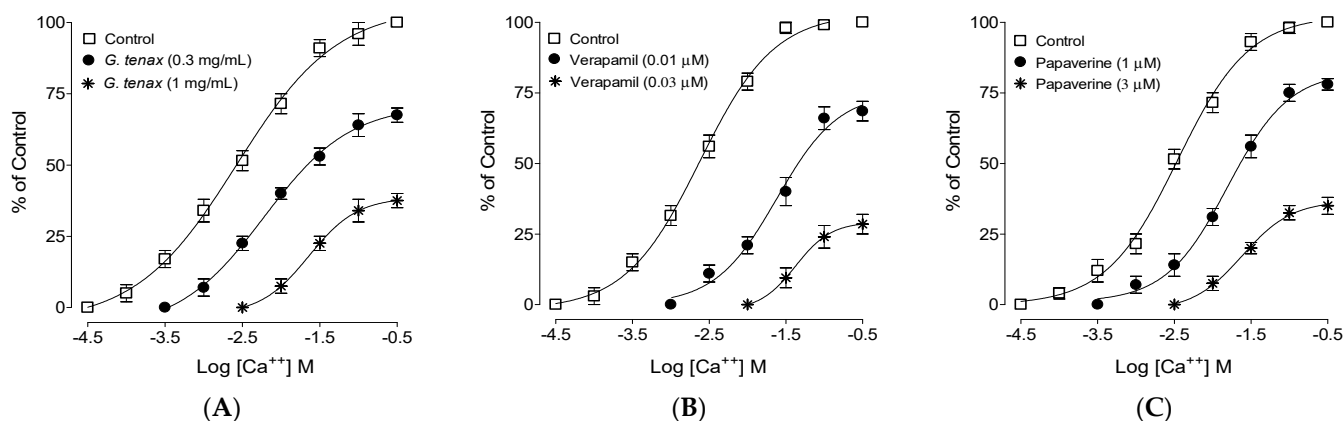 100
75
50
25
0
% of Control
Control
G. tenax (0.3 mg/mL)
G. tenax (1 mg/mL)
-4.5 -3.5 -2.5 -1.5 -0.5
Log [Ca++] M
(A)
100
75
50
25
0
% of Control
Control
Verapamil (0.01 µM)
Verapamil (0.03 µM)
-4.5 -3.5 -2.5 -1.5 -0.5
Log [Ca++] M
(B)
100
75
50
25
0
% of Control
Control
Papaverine (1 µM)
Papaverine (3 µM)
-4.5 -3.5 -2.5 -1.5 -0.5
Log [Ca++] M
(C)